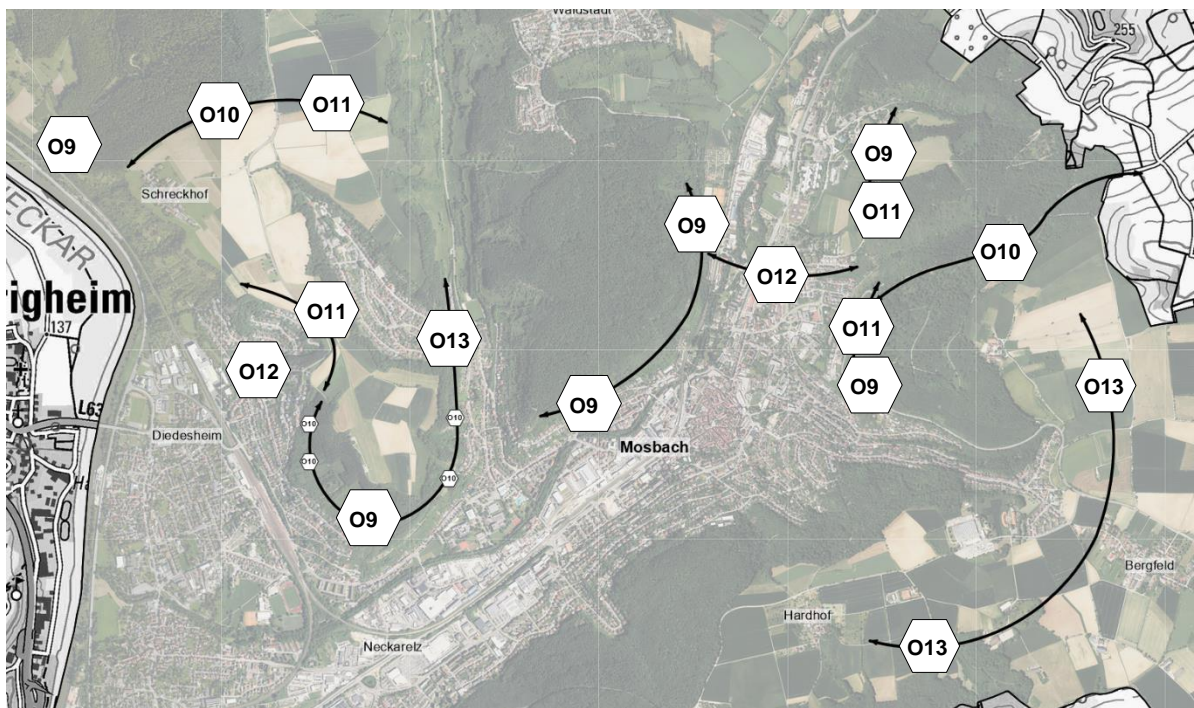 Waldstadt
255
O10
O11
O9
O9
Schreckhof
O11
O9
NECKAR
O10
O12
righeim
137
O11
O13
O11
O12
O13
L63
O9
O9
O10
O10
Diedesheim
Mosbach
O10
O10
O9
Bergfeld
Hardhof
Neckarelz
O13